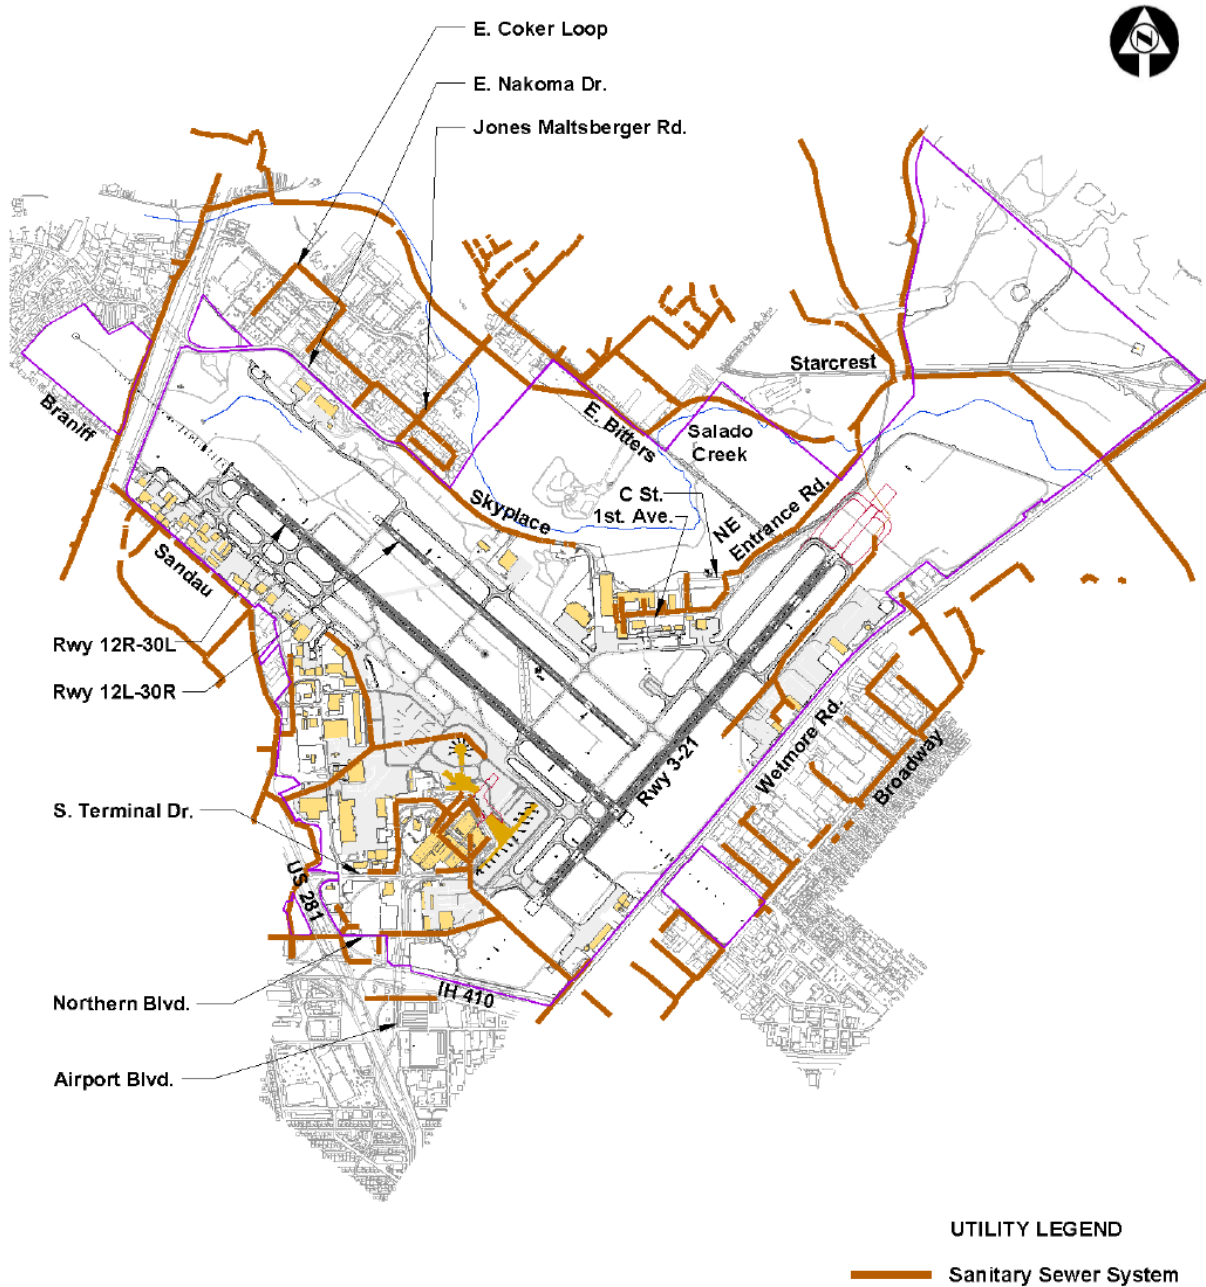 E. Coker Loop
N
E. Nakoma Dr.
Jones Maltsberger Rd.
Starcrest
Braniff
E. Bitters
Salado
Creek
Skyplace
C St.
1st. Ave.
NE
Entrance Rd.
Sandau
Rwy 12R-30L
Rwy 12L-30R
Rwy 3-21
Wetmore Rd.
Broadway
S. Terminal Dr.
US 281
Northern Blvd.
IH 410
Airport Blvd.
UTILITY LEGEND
Sanitary Sewer System